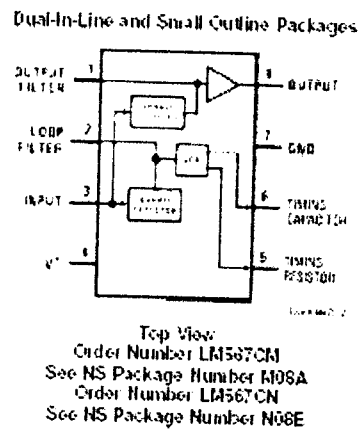 Dual-In-Line and Small Outline Packages
OUTPUT FILTER 1
8 OUTPUT
LOOP FILTER 2
7 GND
INPUT 3
6 TIMING CAPACITOR
V+ 4
5 TIMING RESISTOR
Top View
Order Number LM567CM
See NS Package Number M08A
Order Number LM567CN
See NS Package Number N08E